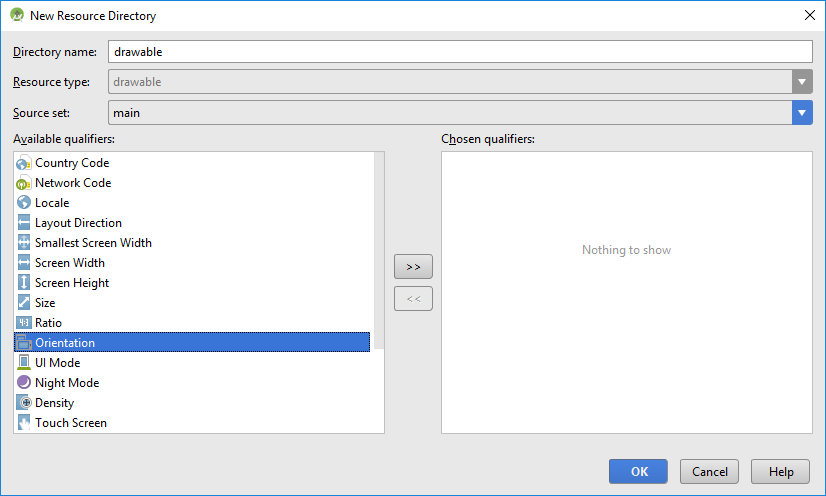 New Resource Directory
Directory name: drawable
Resource type: drawable
Source set: main
Available qualifiers:
Chosen qualifiers:
Country Code
Network Code
Locale
Layout Direction
Smallest Screen Width
Screen Width
Screen Height
Size
4:3 Ratio
Orientation
UI Mode
Night Mode
Density
Touch Screen
>>
<<
Nothing to show
OK
Cancel
Help